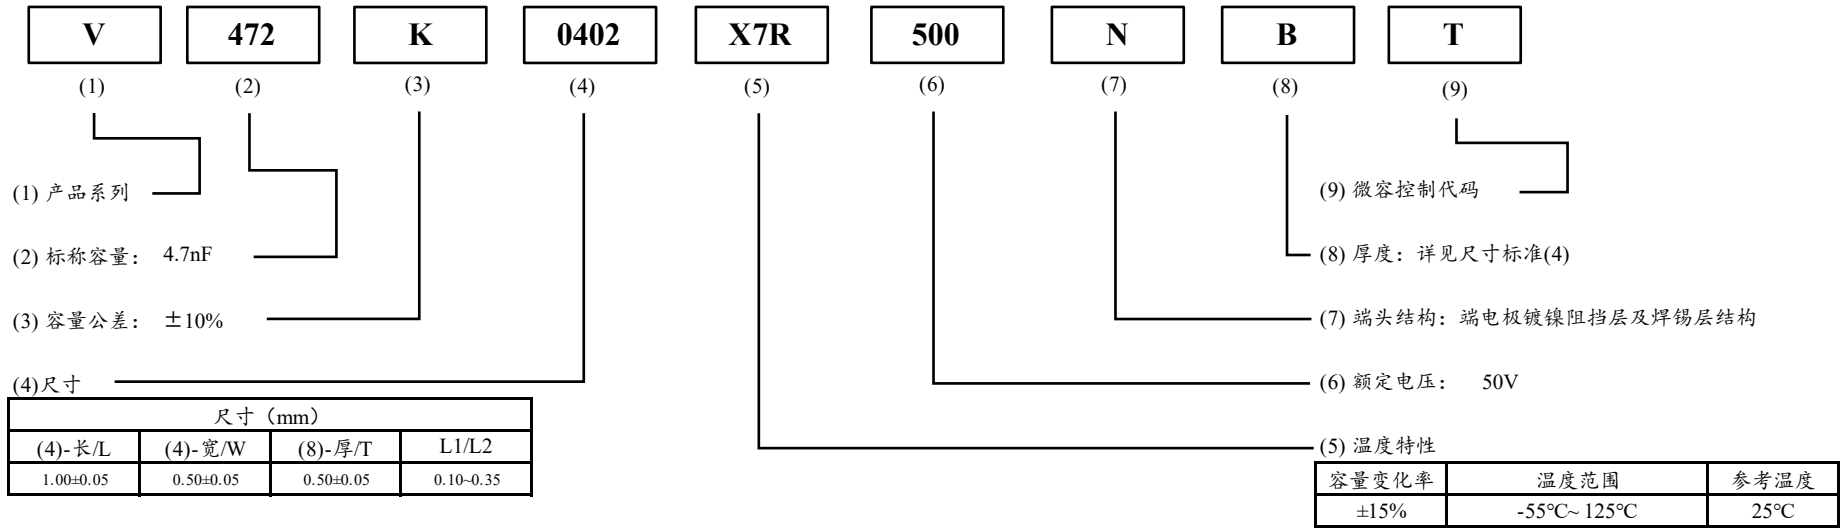 V 472 K 0402 X7R 500 N B T
(1) (2) (3) (4) (5) (6) (7) (8) (9)
(1) 产品系列
(9) 微容控制代码
(2) 标称容量： 4.7nF
(8) 厚度：详见尺寸标准(4)
(3) 容量公差： ±10%
(7) 端头结构：端电极镀镍阻挡层及焊锡层结构
(4)尺寸
(6) 额定电压： 50V
尺寸（mm）
(4)-长/L (4)-宽/W (8)-厚/T L1/L2
1.00±0.05 0.50±0.05 0.50±0.05 0.10~0.35
(5) 温度特性
容量变化率 温度范围 参考温度
±15% -55℃~ 125℃ 25℃